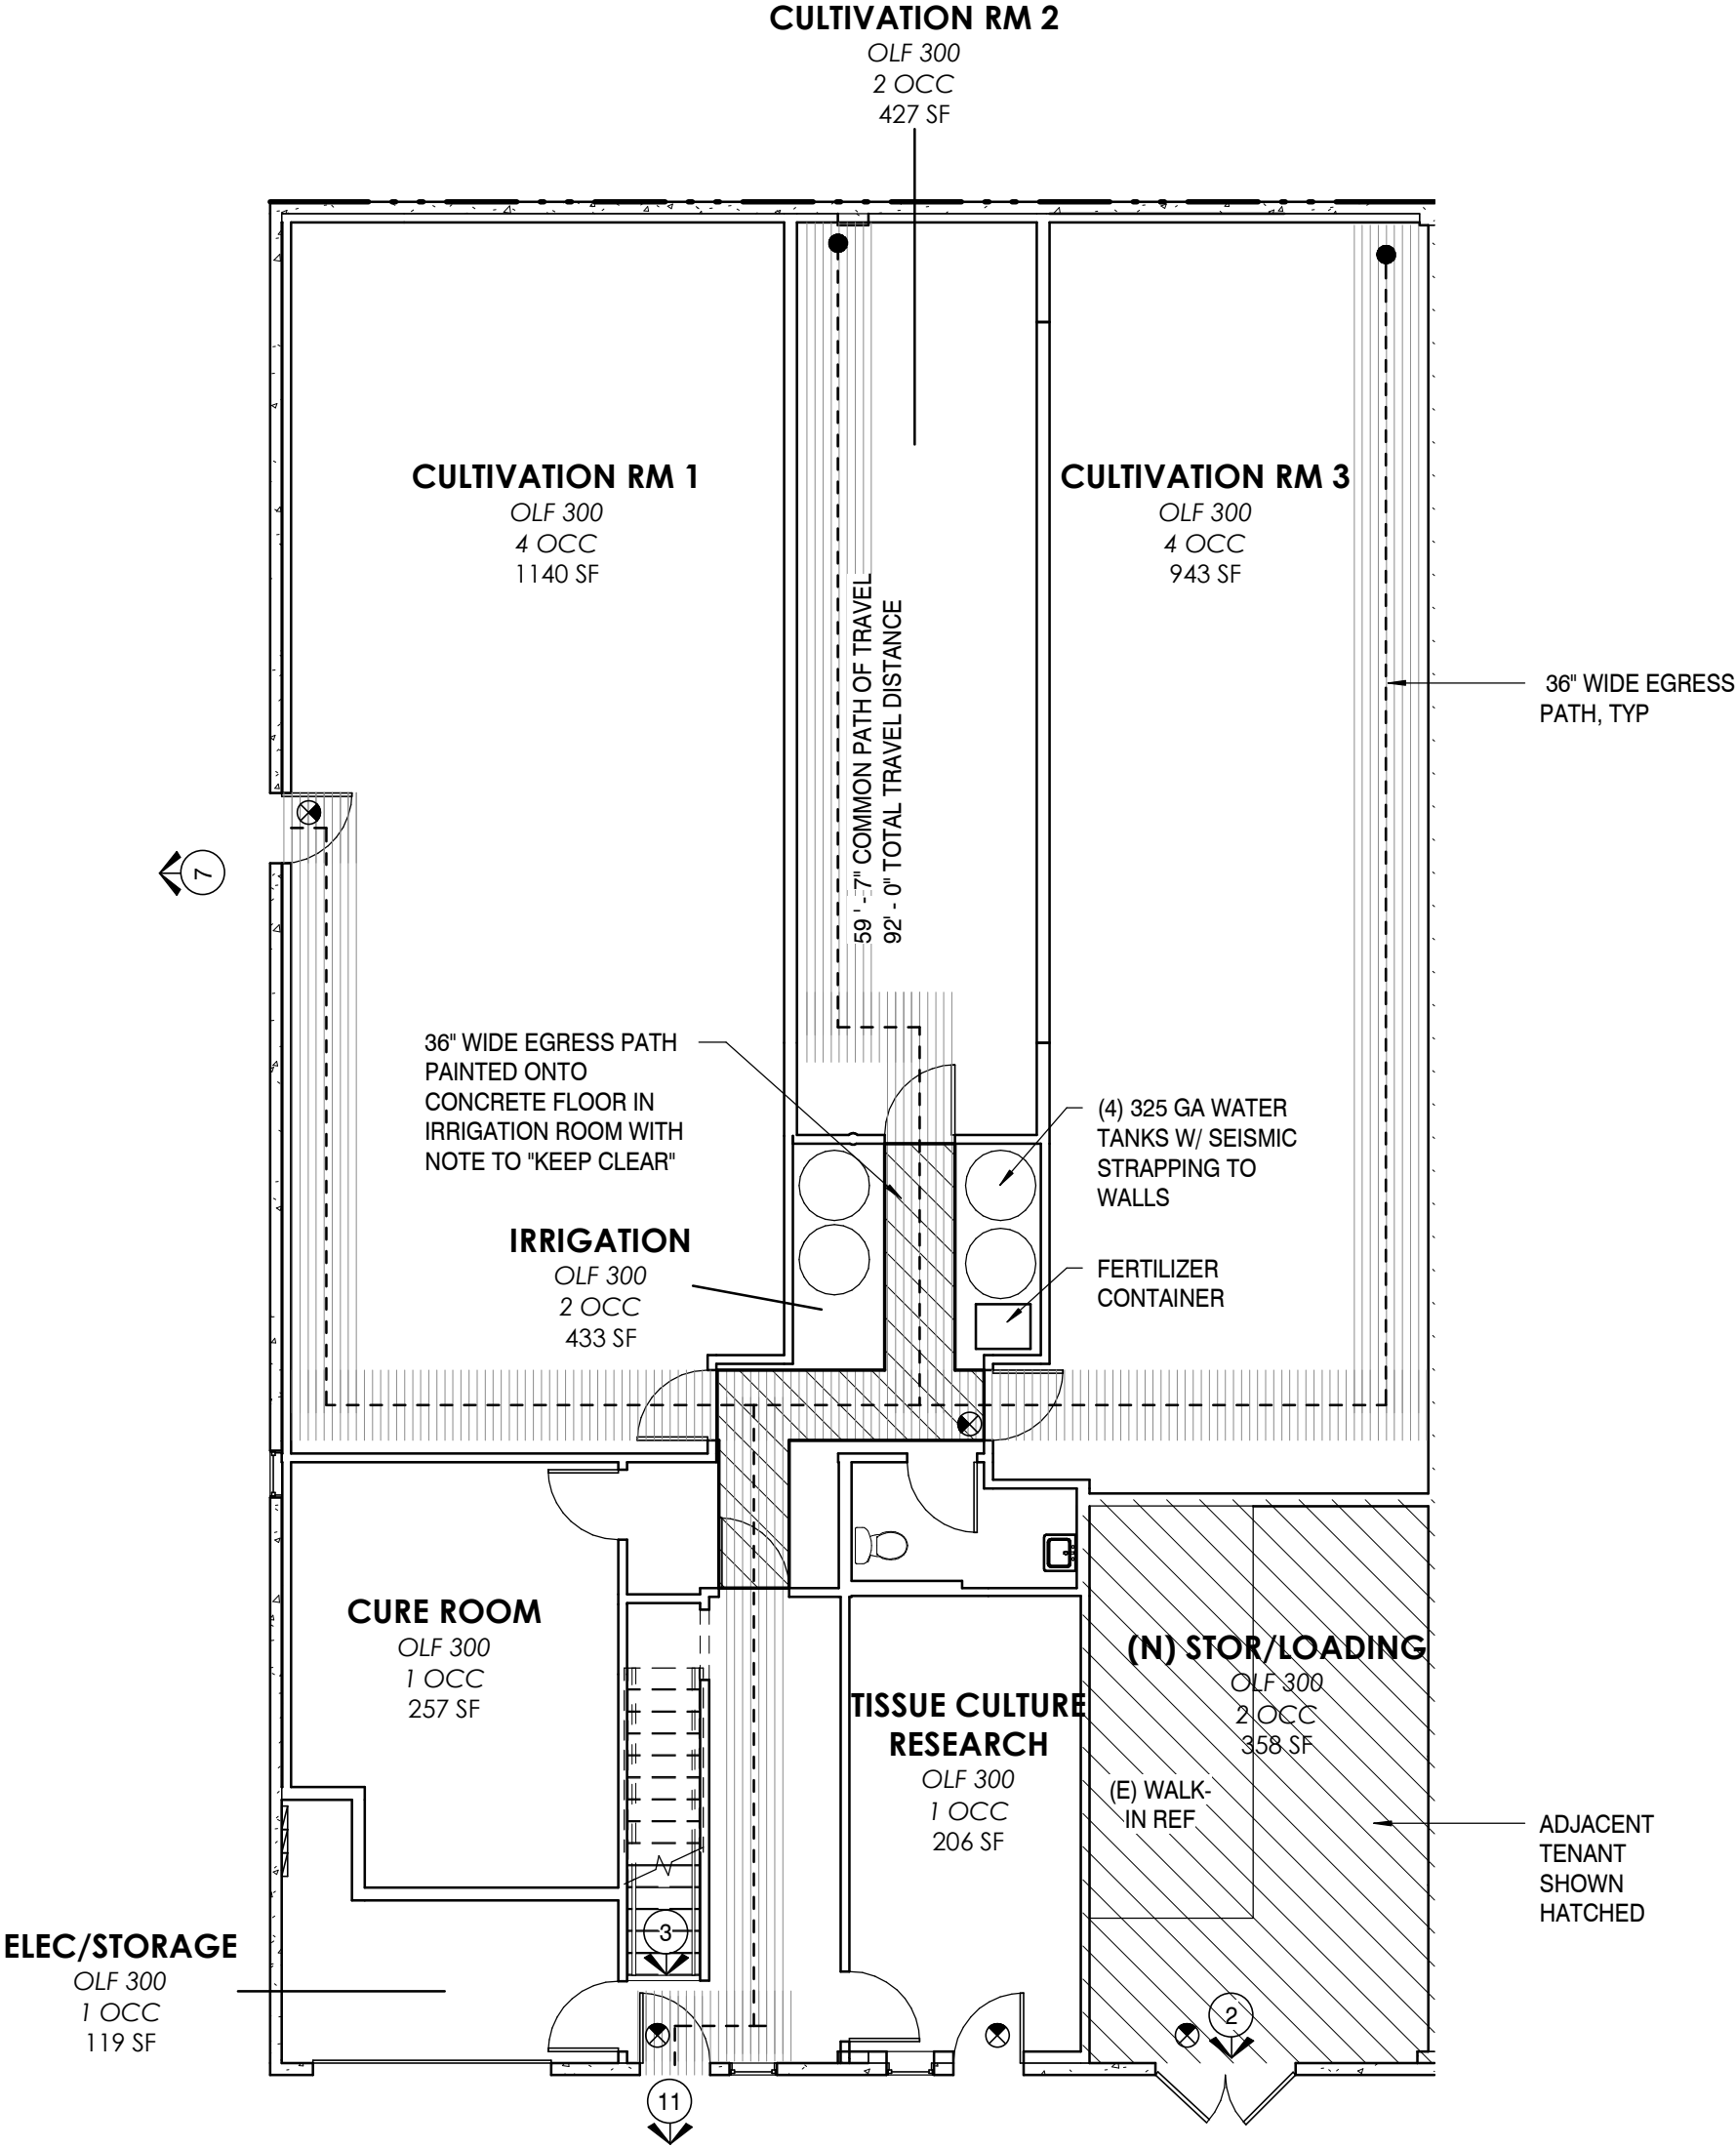 CULTIVATION RM 2
OLF 300
2 OCC
427 SF
CULTIVATION RM 1
OLF 300
4 OCC
1140 SF
CULTIVATION RM 3
OLF 300
4 OCC
943 SF
59' - 7" COMMON PATH OF TRAVEL
92' - 0" TOTAL TRAVEL DISTANCE
36" WIDE EGRESS
PATH, TYP
7
36" WIDE EGRESS PATH
PAINTED ONTO
CONCRETE FLOOR IN
IRRIGATION ROOM WITH
NOTE TO "KEEP CLEAR"
(4) 325 GA WATER
TANKS W/ SEISMIC
STRAPPING TO
WALLS
IRRIGATION
OLF 300
2 OCC
433 SF
FERTILIZER
CONTAINER
CURE ROOM
OLF 300
1 OCC
257 SF
TISSUE CULTURE
RESEARCH
OLF 300
1 OCC
206 SF
(N) STOR/LOADING
OLF 300
2 OCC
358 SF
(E) WALK-
IN REF
ADJACENT
TENANT
SHOWN
HATCHED
ELEC/STORAGE
OLF 300
1 OCC
119 SF
3
2
11